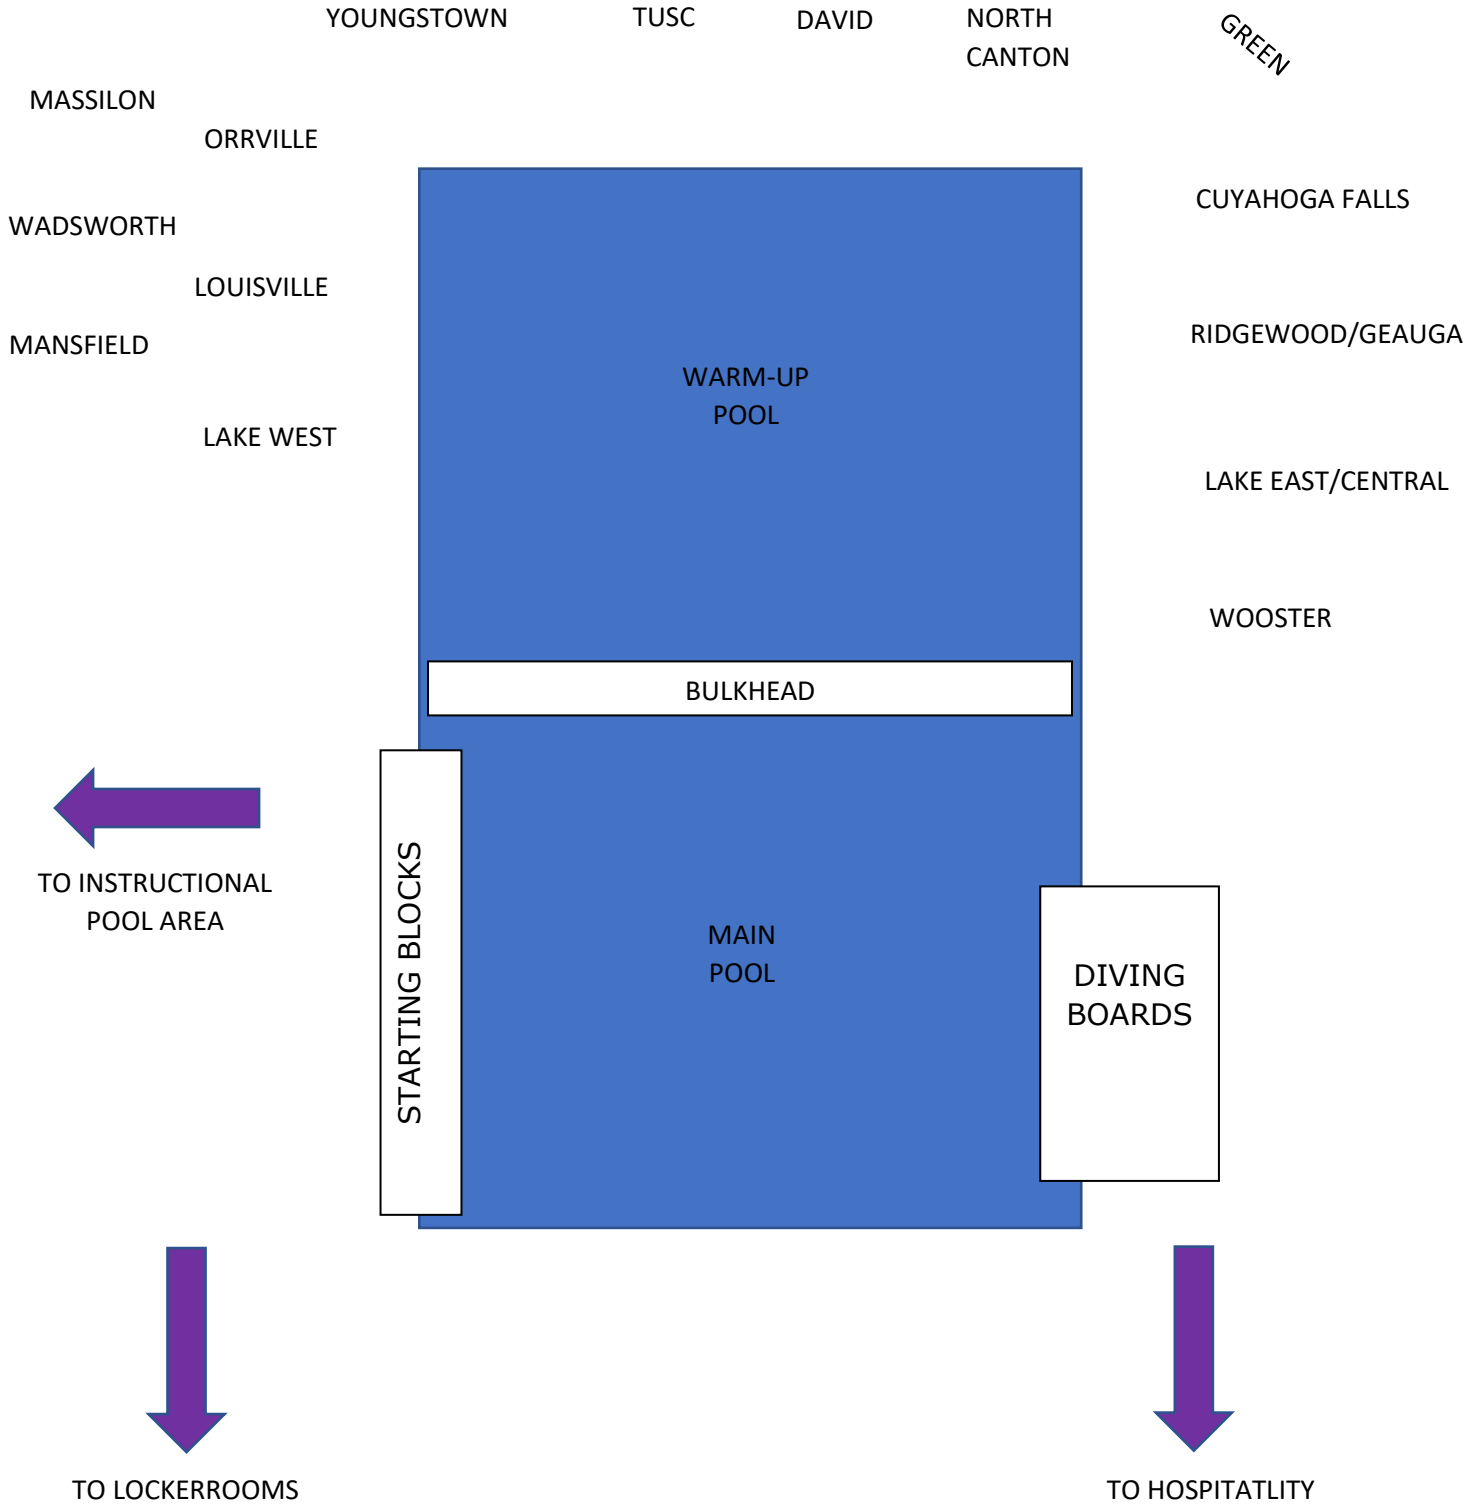 YOUNGSTOWN
TUSC
DAVID
NORTH
CANTON
GREEN
MASSILON
ORRVILLE
WADSWORTH
LOUISVILLE
MANSFIELD
LAKE WEST
CUYAHOGA FALLS
RIDGEWOOD/GEAUGA
LAKE EAST/CENTRAL
WOOSTER
WARM-UP
POOL
BULKHEAD
TO INSTRUCTIONAL
POOL AREA
STARTING BLOCKS
MAIN
POOL
DIVING
BOARDS
TO LOCKERROOMS
TO HOSPITATLITY